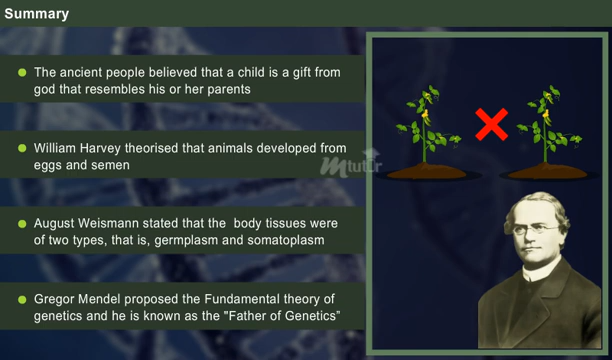 Summary
The ancient people believed that a child is a gift from
god that resembles his or her parents
William Harvey theorised that animals developed from
eggs and semen
August Weismann stated that the body tissues were
of two types, that is, germplasm and somatoplasm
Gregor Mendel proposed the Fundamental theory of
genetics and he is known as the "Father of Genetics”